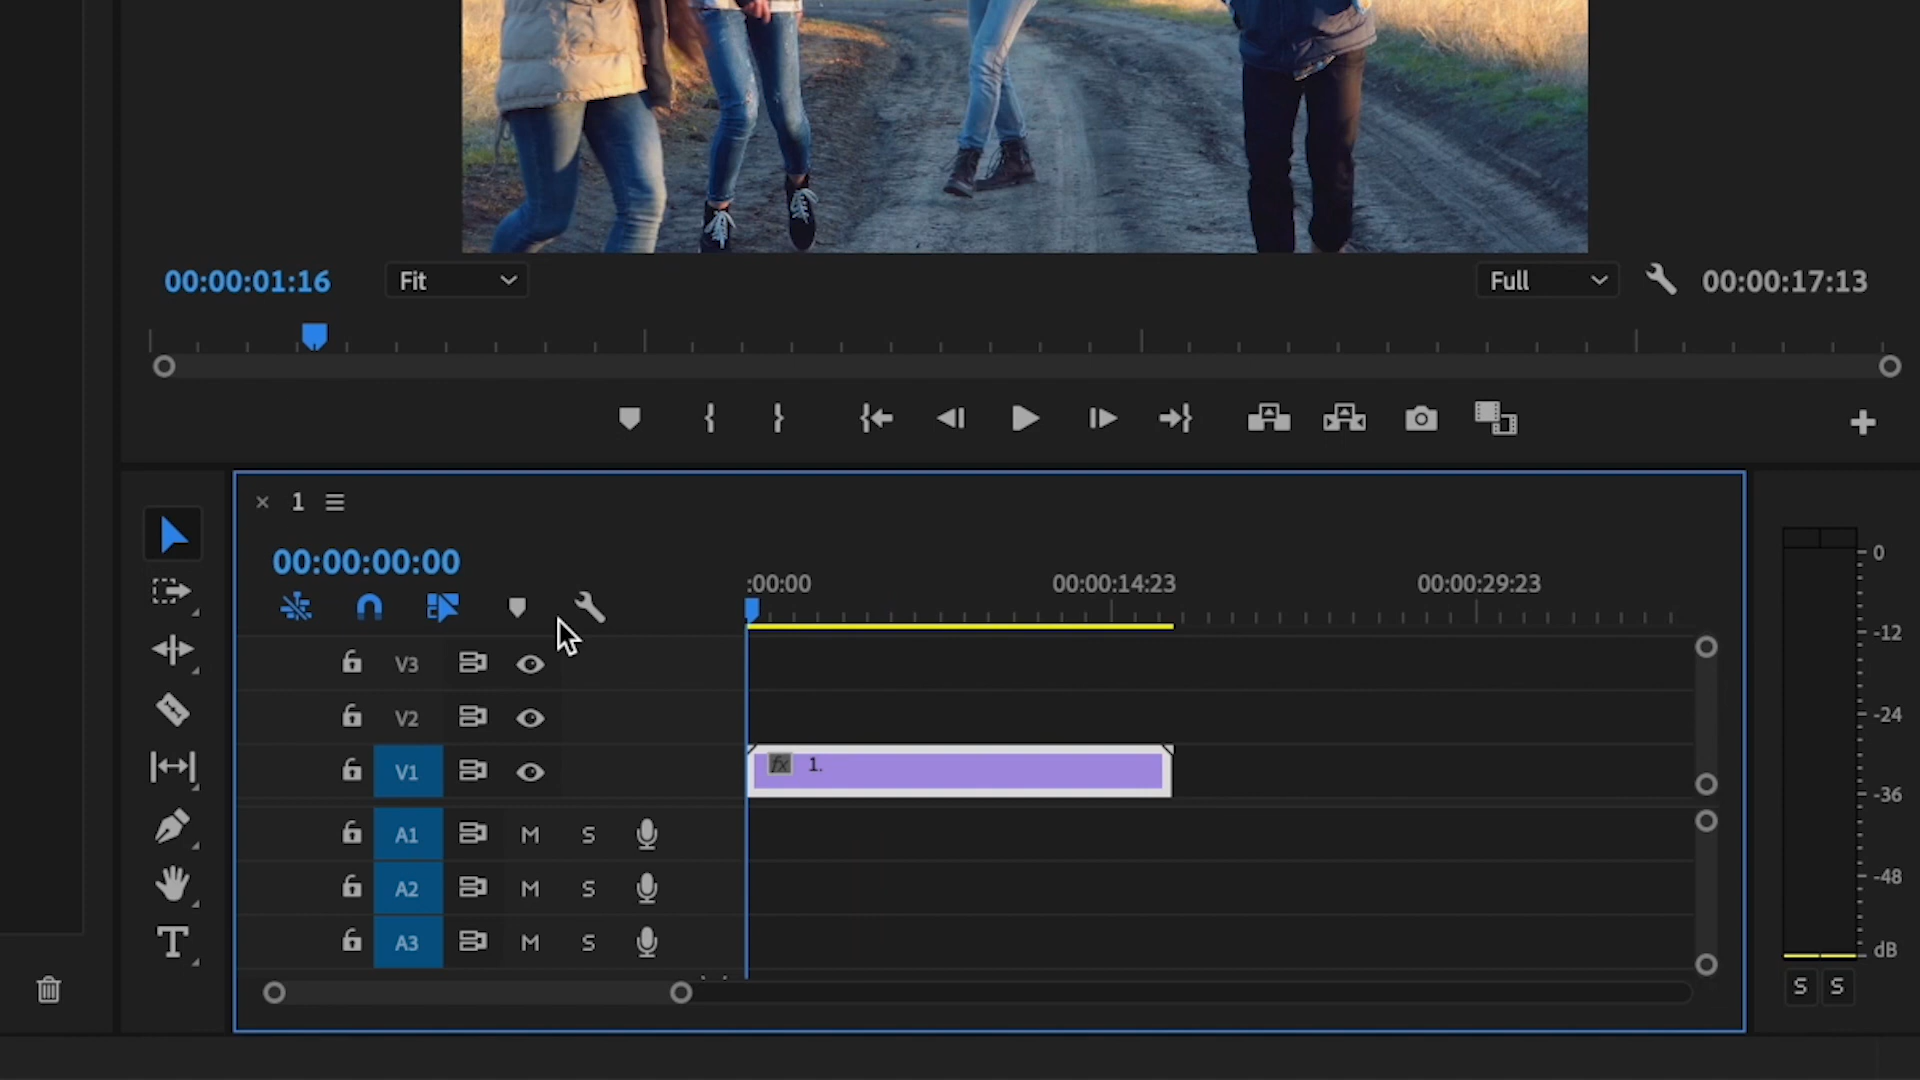 00:00:01:16 Fit Full 00:00:17:13
1
00:00:00:00
:00:00 00:00:14:23 00:00:29:23
V3
V2
V1 fx 1.
A1 M S
A2 M S
A3 M S
0
-12
-24
-36
-48
dB
S S